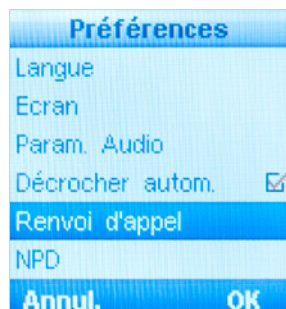 Préférences
Langue
Ecran
Param. Audio
Décrocher autom.
Renvoi d'appel
NPD
Annul. OK